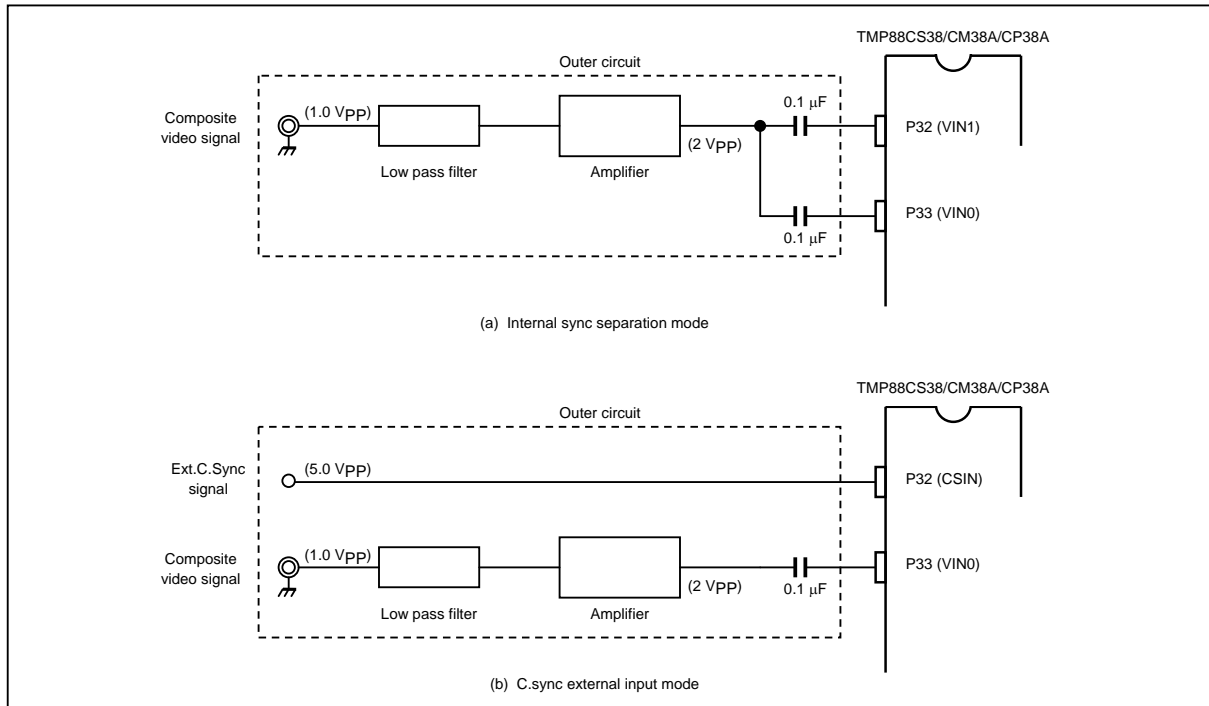 TMP88CS38/CM38A/CP38A
Outer circuit
Composite
video signal
(1.0 VPP)
Low pass filter
Amplifier
(2 VPP)
0.1 μF
P32 (VIN1)
0.1 μF
P33 (VIN0)
(a) Internal sync separation mode
TMP88CS38/CM38A/CP38A
Outer circuit
Ext.C.Sync
signal
(5.0 VPP)
P32 (CSIN)
Composite
video signal
(1.0 VPP)
Low pass filter
Amplifier
(2 VPP)
0.1 μF
P33 (VIN0)
(b) C.sync external input mode